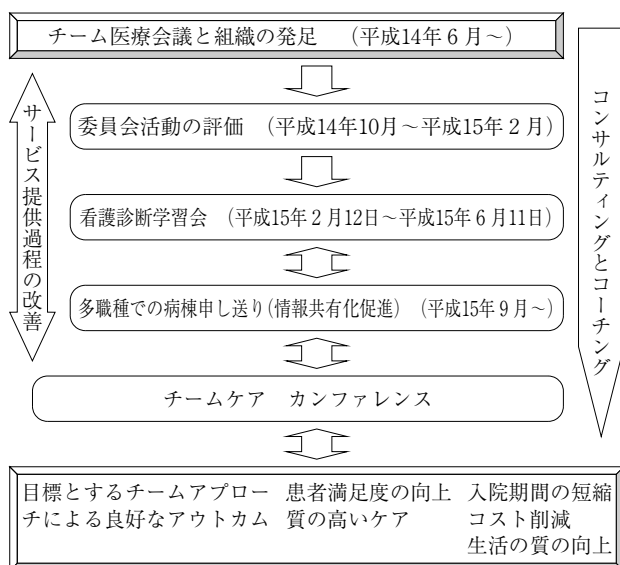 チーム医療会議と組織の発足 （平成14年６月～）
委員会活動の評価 （平成14年10月～平成15年２月）
看護診断学習会 （平成15年２月12日～平成15年６月11日）
多職種での病棟申し送り（情報共有化促進） （平成15年９月～）
チームケア カンファレンス
サービス提供過程の改善
コンサルティングとコーチング
目標とするチームアプロー
チによる良好なアウトカム
患者満足度の向上
質の高いケア
入院期間の短縮
コスト削減
生活の質の向上